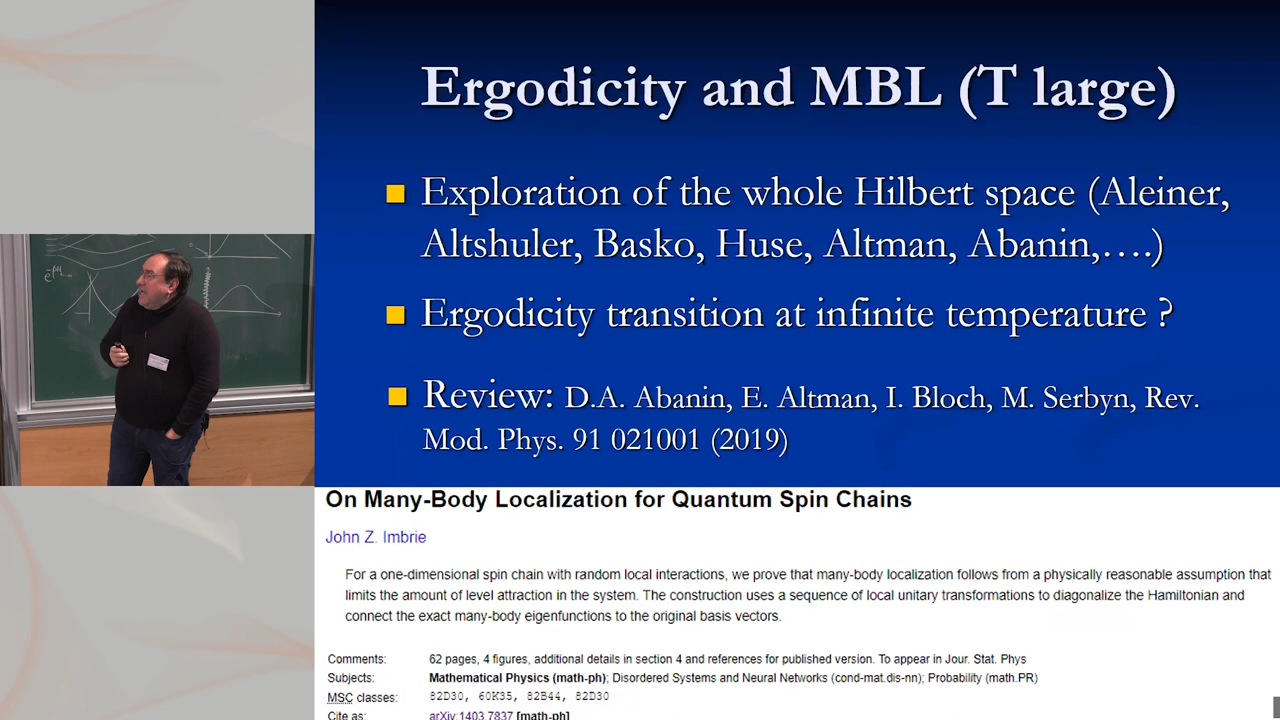 Ergodicity and MBL (T large)
Exploration of the whole Hilbert space (Aleiner,
Altshuler, Basko, Huse, Altman, Abanin,….)
Ergodicity transition at infinite temperature ?
Review: D.A. Abanin, E. Altman, I. Bloch, M. Serbyn, Rev.
Mod. Phys. 91 021001 (2019)
On Many-Body Localization for Quantum Spin Chains
John Z. Imbrie
For a one-dimensional spin chain with random local interactions, we prove that many-body localization follows from a physically reasonable assumption that
limits the amount of level attraction in the system. The construction uses a sequence of local unitary transformations to diagonalize the Hamiltonian and
connect the exact many-body eigenfunctions to the original basis vectors.
Comments: 62 pages, 4 figures, additional details in section 4 and references for published version. To appear in Jour. Stat. Phys
Subjects: Mathematical Physics (math-ph); Disordered Systems and Neural Networks (cond-mat.dis-nn); Probability (math.PR)
MSC classes: 82D30, 60K35, 82B44, 82D30
Cite as: arXiv:1403.7837 [math-ph]